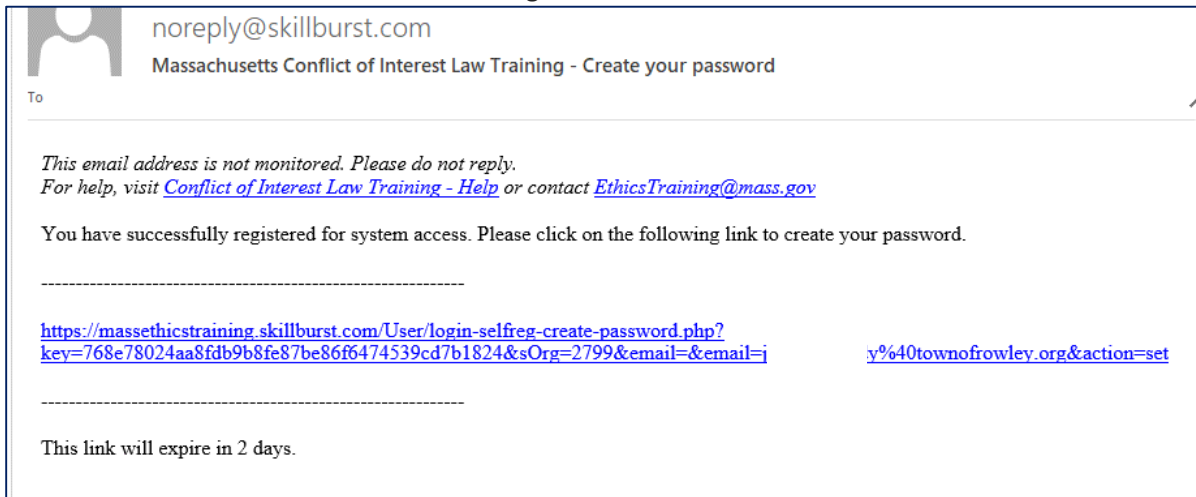 noreply@skillburst.com
Massachusetts Conflict of Interest Law Training - Create your password
To
This email address is not monitored. Please do not reply.
For help, visit Conflict of Interest Law Training - Help or contact EthicsTraining@mass.gov
You have successfully registered for system access. Please click on the following link to create your password.
-------------------------------------------------------------
https://massethicstraining.skillburst.com/User/login-selfreg-create-password.php?
key=768e78024aa8fdb9b8fe87be86f6474539cd7b1824&sOrg=2799&email=&email=j y%40townofrowley.org&action=set
-------------------------------------------------------------
This link will expire in 2 days.